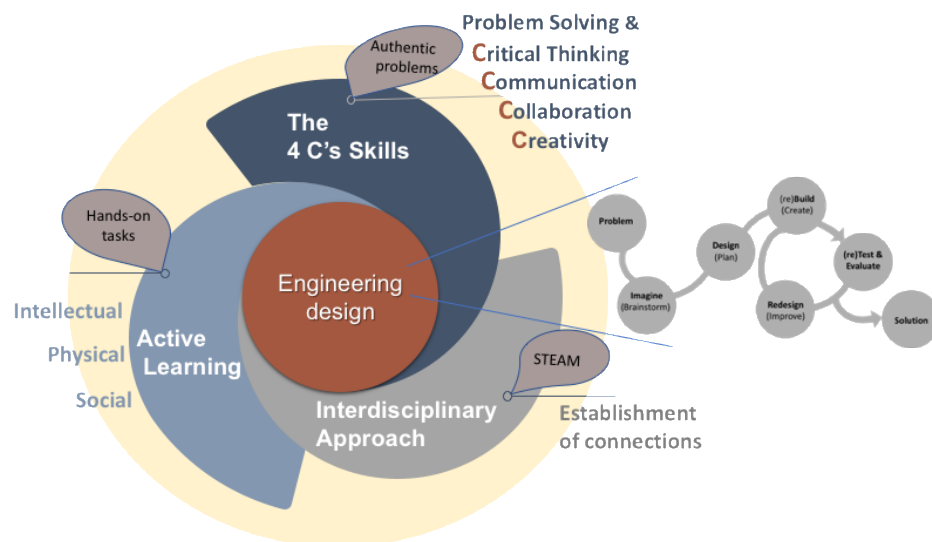 Problem Solving &
Critical Thinking
Communication
Collaboration
Creativity
Authentic
problems
The
4 C's Skills
Hands-on
tasks
Engineering
design
Intellectual
Physical
Social
Active
Learning
Interdisciplinary
Approach
STEAM
Establishment
of connections
Problem
Imagine
(Brainstorm)
Design
(Plan)
(re)Build
(Create)
(re)Test &
Evaluate
Redesign
(Improve)
Solution